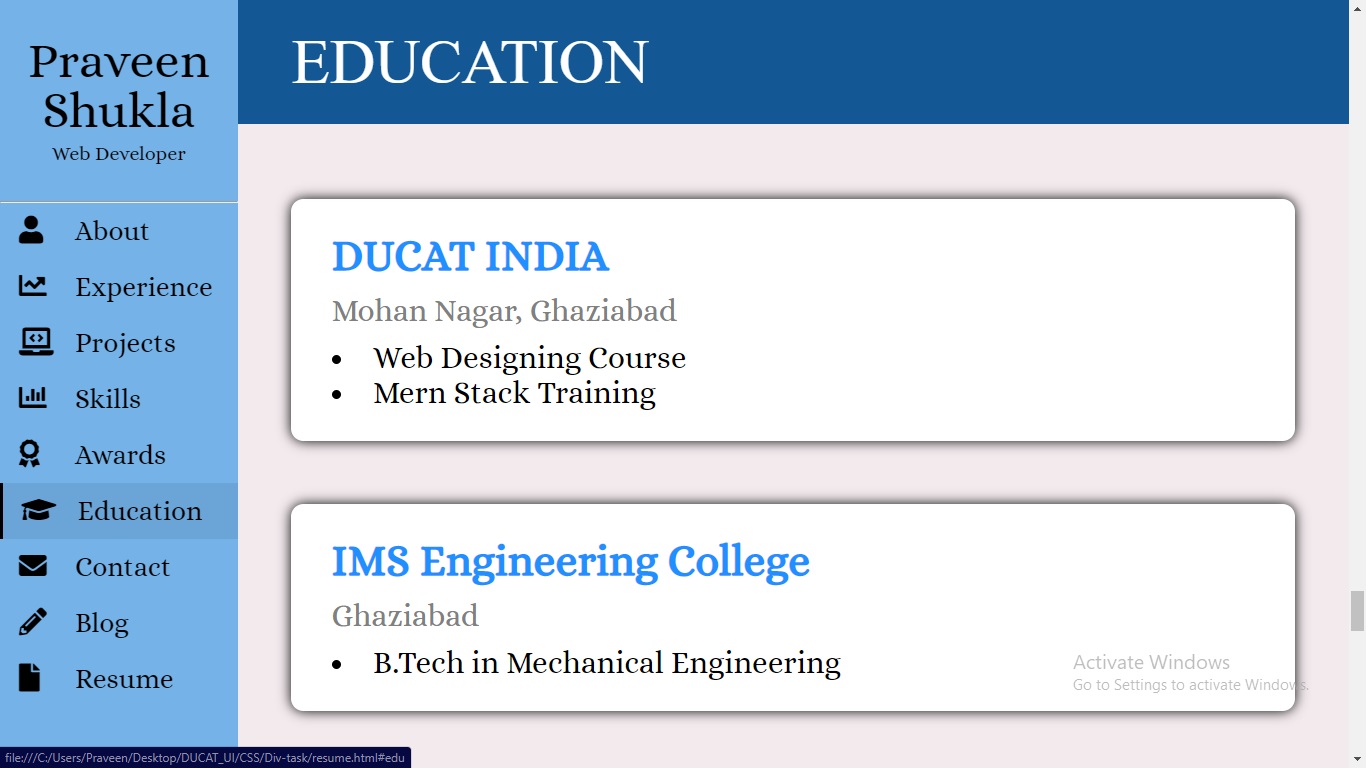 Praveen
Shukla
Web Developer
About
Experience
Projects
Skills
Awards
Education
Contact
Blog
Resume
EDUCATION
DUCAT INDIA
Mohan Nagar, Ghaziabad
• Web Designing Course
• Mern Stack Training
IMS Engineering College
Ghaziabad
• B.Tech in Mechanical Engineering
Activate Windows
Go to Settings to activate Windows.
file:///C:/Users/Praveen/Desktop/DUCAT_UI/CSS/Div-task/resume.html#edu